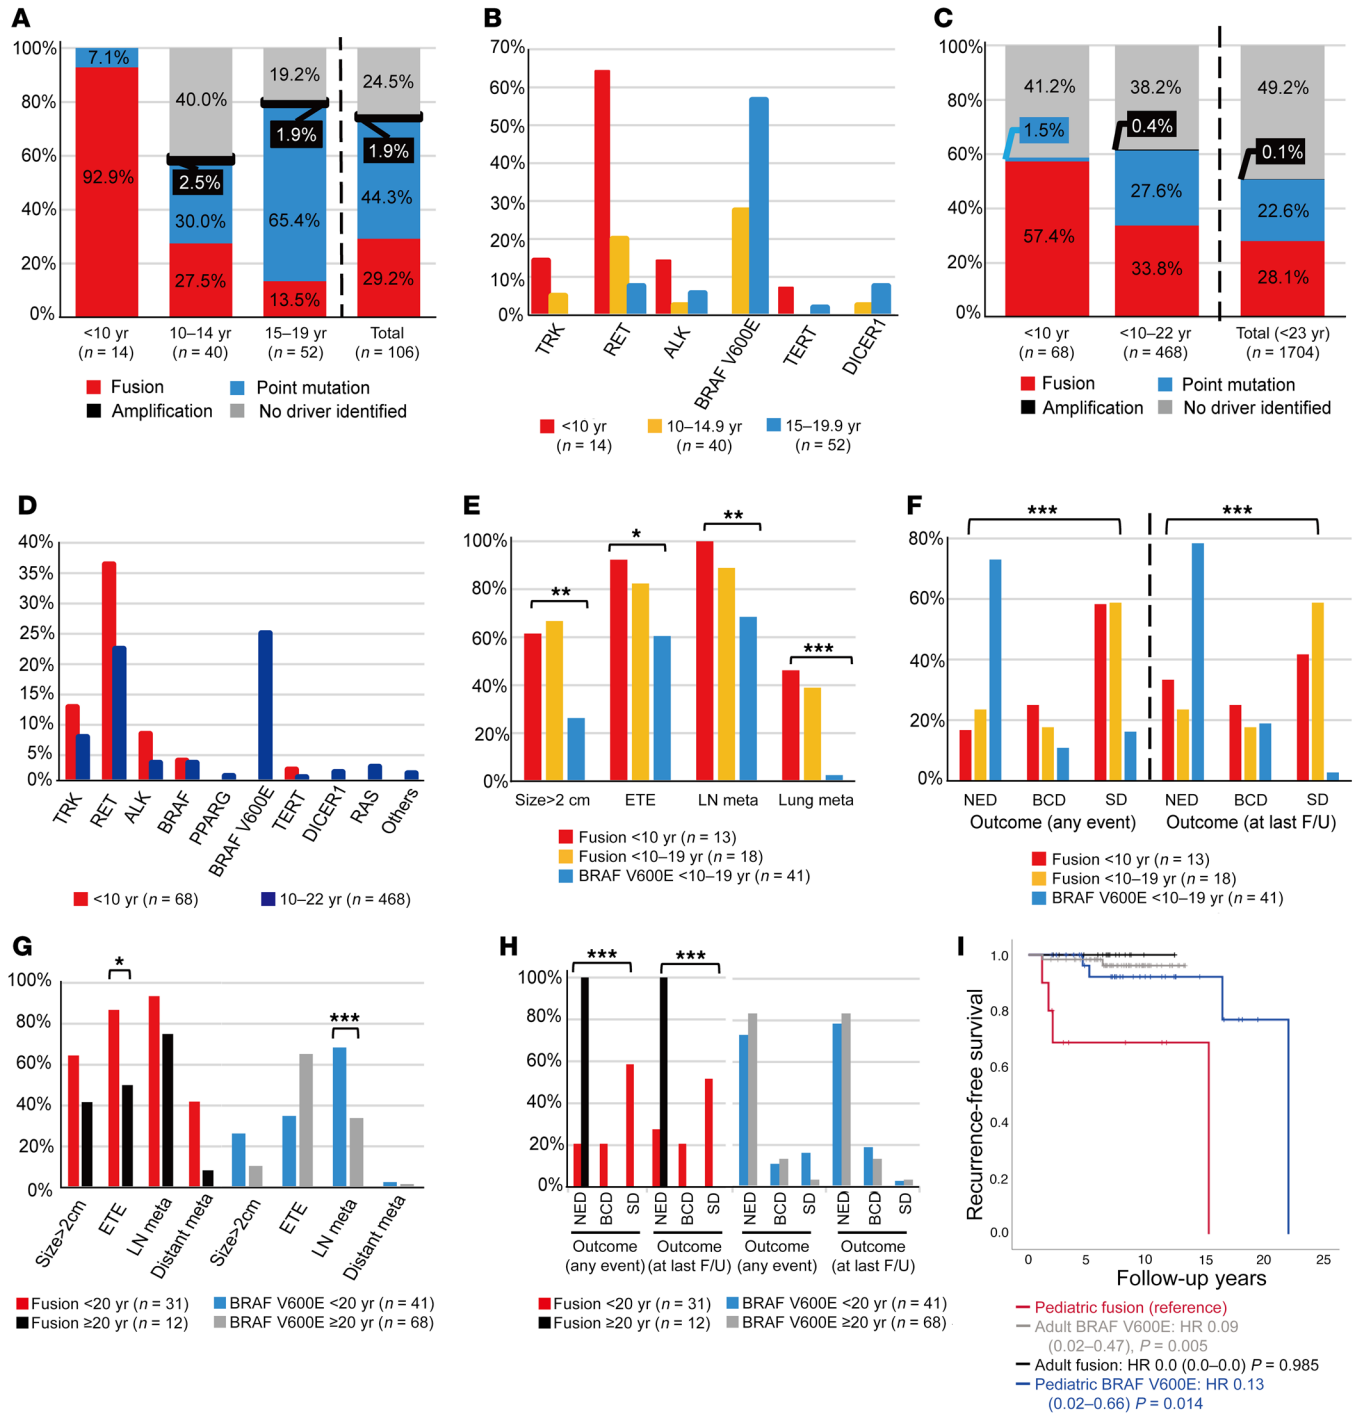 A
100%
80%
60%
40%
20%
0%
7.1%
92.9%
40.0%
2.5%
30.0%
27.5%
19.2%
1.9%
65.4%
13.5%
24.5%
1.9%
44.3%
29.2%
<10 yr
(n = 14)
10–14 yr
(n = 40)
15–19 yr
(n = 52)
Total
(n = 106)
Fusion
Point mutation
Amplification
No driver identified
B
70%
60%
50%
40%
30%
20%
10%
0%
TRK
RET
ALK
BRAF V600E
TERT
DICER1
<10 yr
(n = 14)
10–14.9 yr
(n = 40)
15–19.9 yr
(n = 52)
C
100%
80%
60%
40%
20%
0%
41.2%
1.5%
57.4%
38.2%
0.4%
27.6%
33.8%
49.2%
0.1%
22.6%
28.1%
<10 yr
(n = 68)
<10–22 yr
(n = 468)
Total (<23 yr)
(n = 1704)
Fusion
Point mutation
Amplification
No driver identified
D
40%
35%
30%
25%
20%
15%
10%
5%
0%
TRK
RET
ALK
BRAF
PPARG
BRAF V600E
TERT
DICER1
RAS
Others
<10 yr (n = 68)
10–22 yr (n = 468)
E
100%
80%
60%
40%
20%
0%
**
*
**
***
Size>2 cm
ETE
LN meta
Lung meta
Fusion <10 yr (n = 13)
Fusion <10–19 yr (n = 18)
BRAF V600E <10–19 yr (n = 41)
F
80%
60%
40%
20%
0%
***
***
NED
BCD
SD
NED
BCD
SD
Outcome (any event)
Outcome (at last F/U)
Fusion <10 yr (n = 13)
Fusion <10–19 yr (n = 18)
BRAF V600E <10–19 yr (n = 41)
G
100%
80%
60%
40%
20%
0%
*
***
Size>2cm
ETE
LN meta
Distant meta
Size>2cm
ETE
LN meta
Distant meta
Fusion <20 yr (n = 31)
BRAF V600E <20 yr (n = 41)
Fusion ≥20 yr (n = 12)
BRAF V600E ≥20 yr (n = 68)
H
100%
80%
60%
40%
20%
0%
***
***
NED
BCD
SD
NED
BCD
SD
NED
BCD
SD
NED
BCD
SD
Outcome
(any event)
Outcome
(at last F/U)
Outcome
(any event)
Outcome
(at last F/U)
Fusion <20 yr (n = 31)
BRAF V600E <20 yr (n = 41)
Fusion ≥20 yr (n = 12)
BRAF V600E ≥20 yr (n = 68)
I
Recurrence-free survival
1.0
0.8
0.6
0.4
0.2
0.0
0
5
10
15
20
25
Follow-up years
Pediatric fusion (reference)
Adult BRAF V600E: HR 0.09
(0.02–0.47), P = 0.005
Adult fusion: HR 0.0 (0.0–0.0) P = 0.985
Pediatric BRAF V600E: HR 0.13
(0.02–0.66) P = 0.014